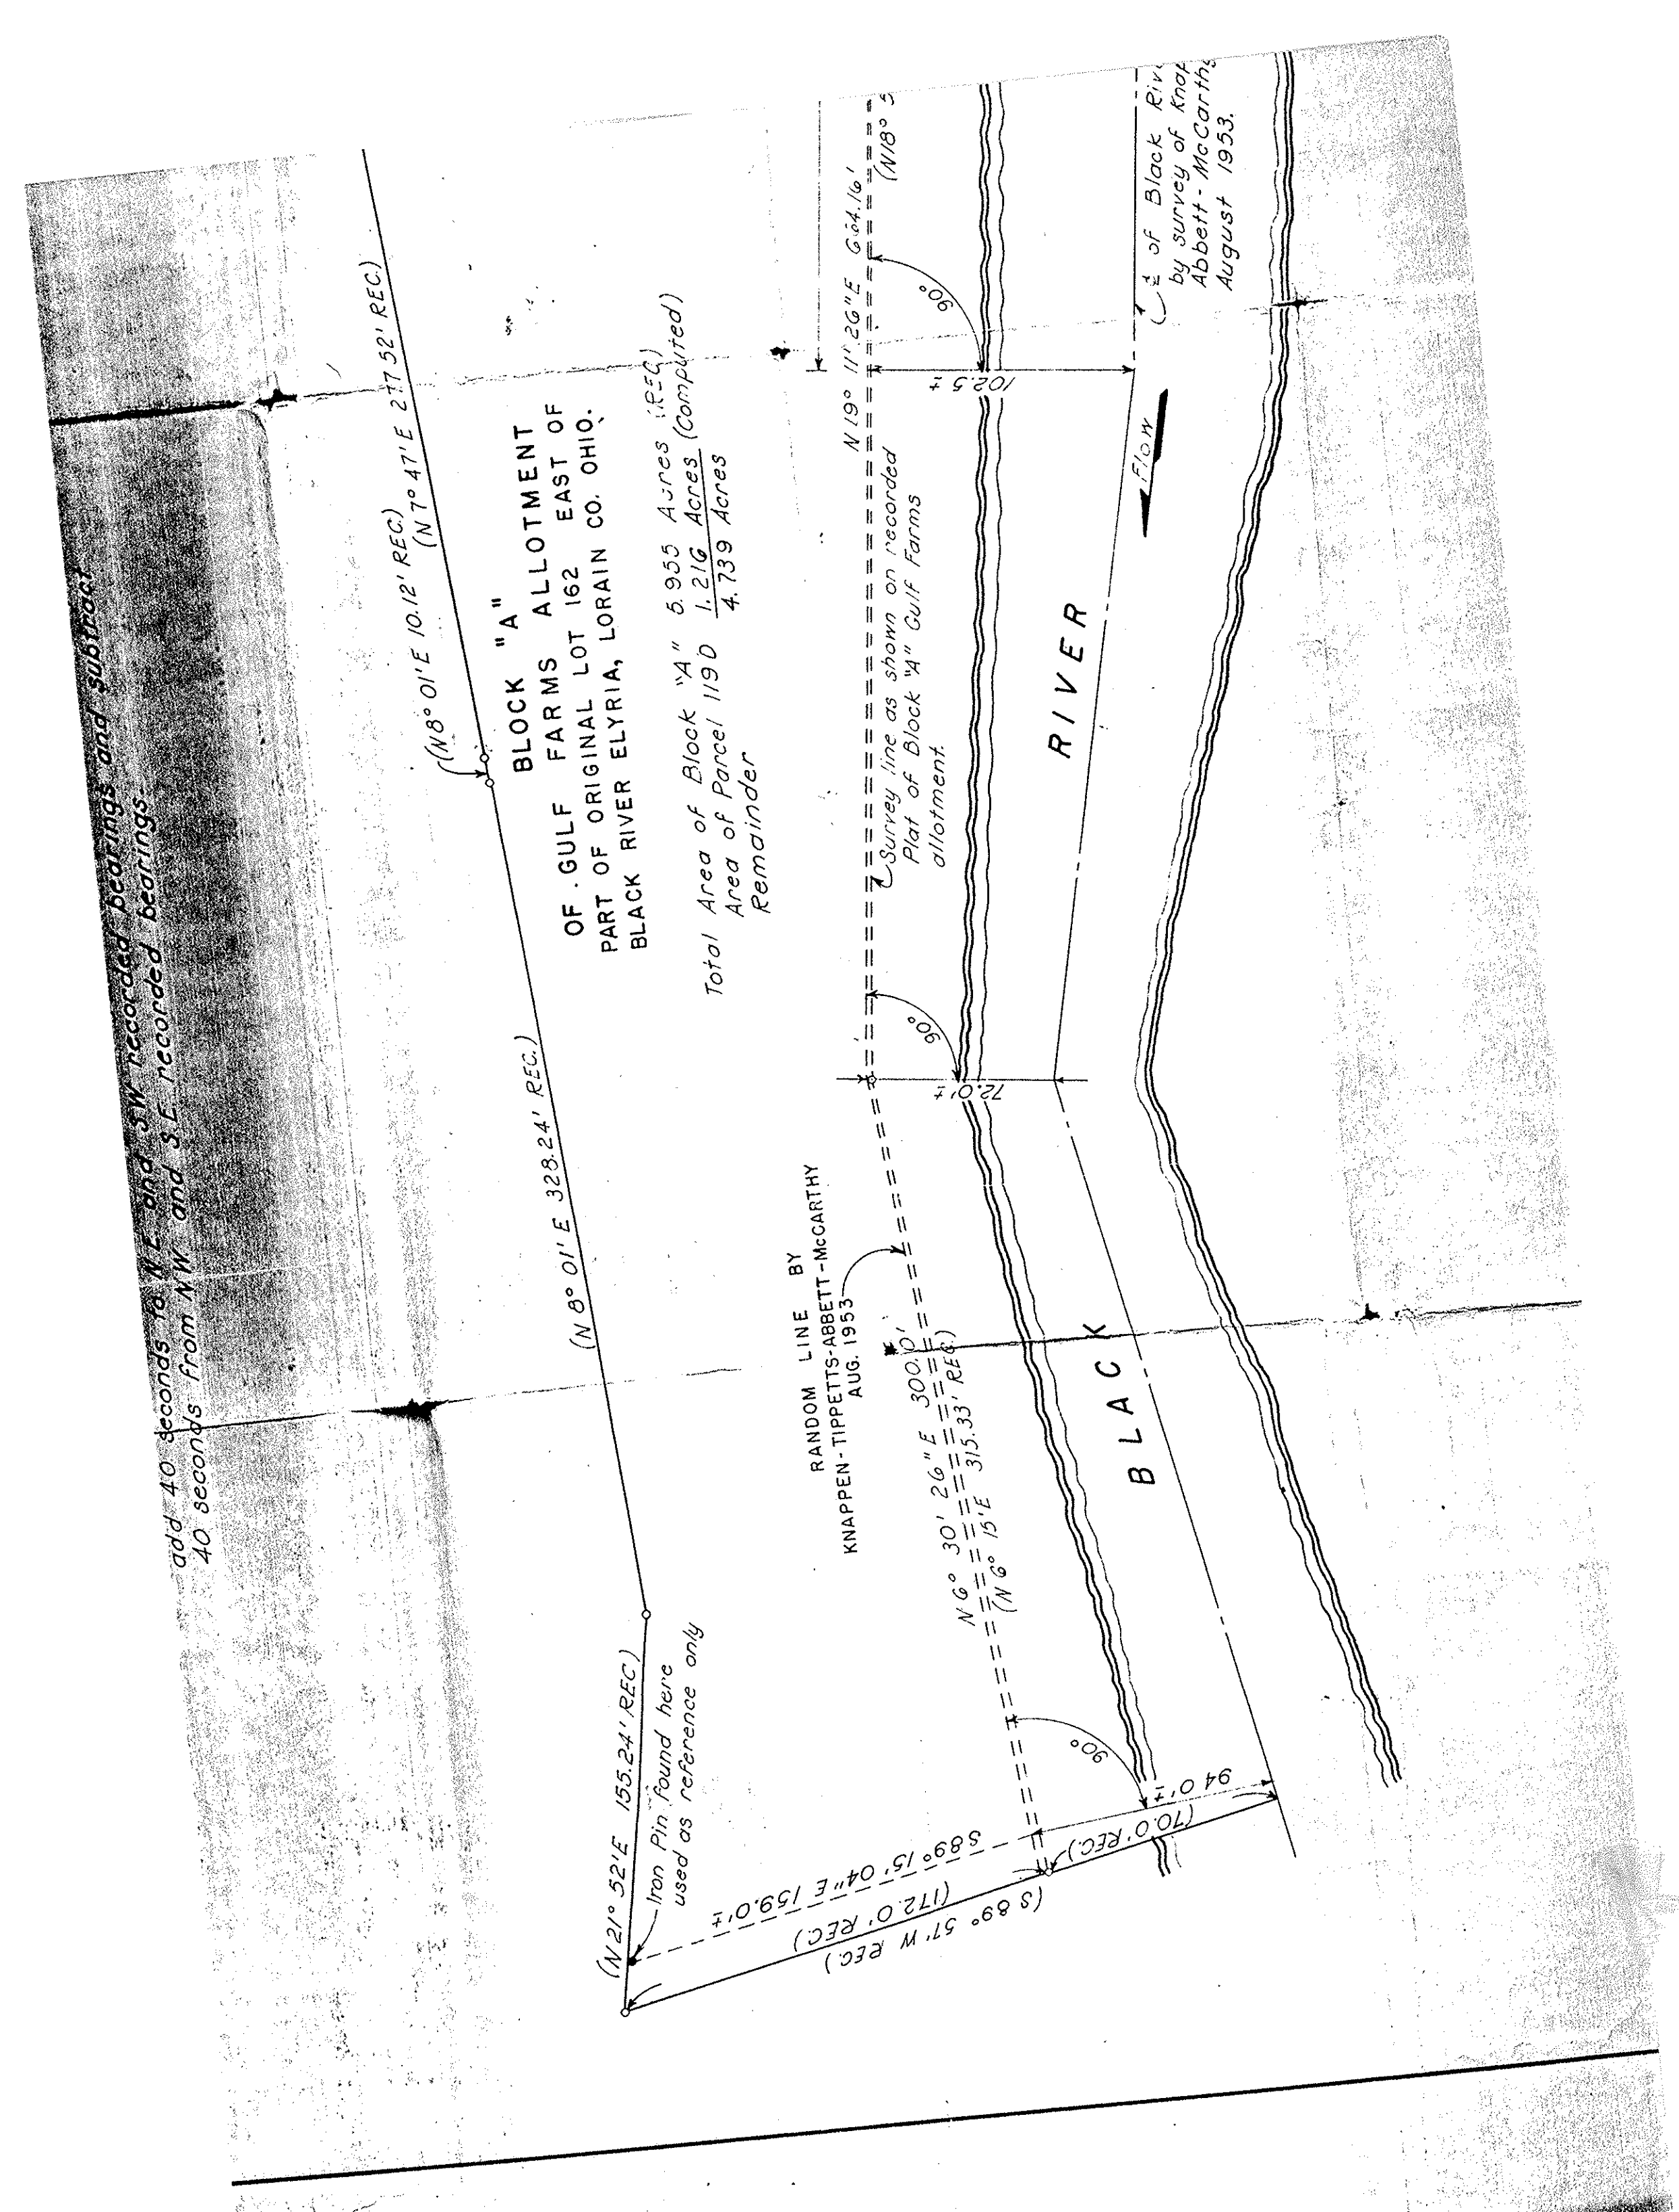 add 40 seconds to N E and SW recorded bearings and subtract
40 seconds from NW and S.E. recorded bearings.
(N 21° 52' E 155.24' REC)
Iron Pin found here
used as reference only
(N 8° 01' E 328.24' REC.)
(N 8° 01' E 10.12' REC.)
(N 7° 47' E 277.52' REC.)
BLOCK "A"
OF GULF FARMS ALLOTMENT
PART OF ORIGINAL LOT 162 EAST OF
BLACK RIVER ELYRIA, LORAIN CO. OHIO.
Total Area of Block "A" 5.955 Acres (REC)
Area of Parcel 119D 1.216 Acres (Computed)
Remainder 4.739 Acres
RANDOM LINE BY
KNAPPEN-TIPPETTS-ABBETT-McCARTHY
AUG. 1953
N 19° 11' 26" E 664.16'
(N 18° 5
Survey line as shown on recorded
Plat of Block "A" Gulf Farms
allotment.
90°
102.5 ±
90°
72.0' ±
N 6° 30' 26" E 300.0'
(N 6° 15' E 315.33' REC.)
90°
94.0' ±
(70.0' REC.)
S 89° 15' 04" E 159.0' ±
(172.0' REC.)
(S 89° 57' W REC.)
BLACK RIVER
Flow
of Black Riv
by survey of Knap
Abbett - McCarthy
August 1953.